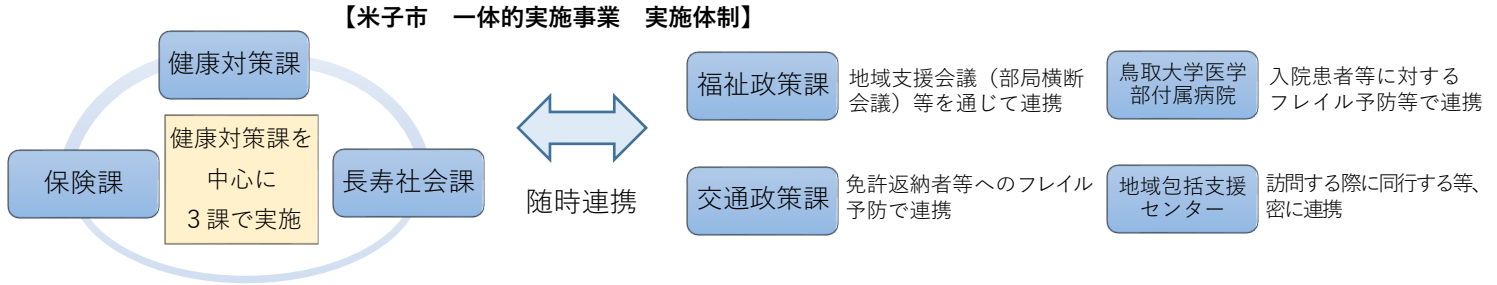 【米子市　一体的実施事業　実施体制】
健康対策課
健康対策課を
中心に
３課で実施
保険課
長寿社会課
随時連携
福祉政策課
地域支援会議（部局横断
会議）等を通じて連携
鳥取大学医学
部付属病院
入院患者等に対する
フレイル予防等で連携
交通政策課
免許返納者等へのフレイル
予防で連携
地域包括支援
センター
訪問する際に同行する等、
密に連携